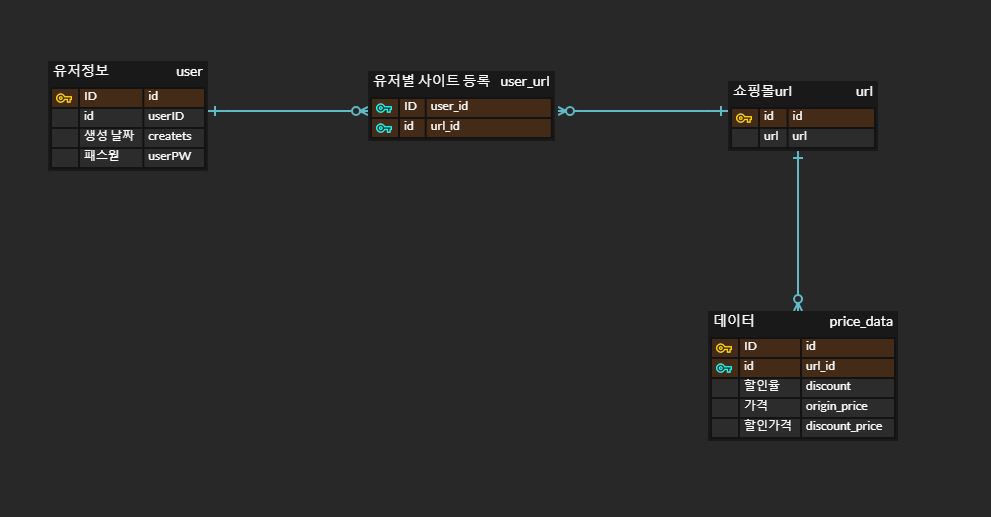 유저정보 user
ID id
id userID
생성 날짜 createts
패스원 userPW
유저별 사이트 등록 user_url
ID user_id
id url_id
쇼핑몰url url
id id
url url
데이터 price_data
ID id
id url_id
할인율 discount
가격 origin_price
할인가격 discount_price